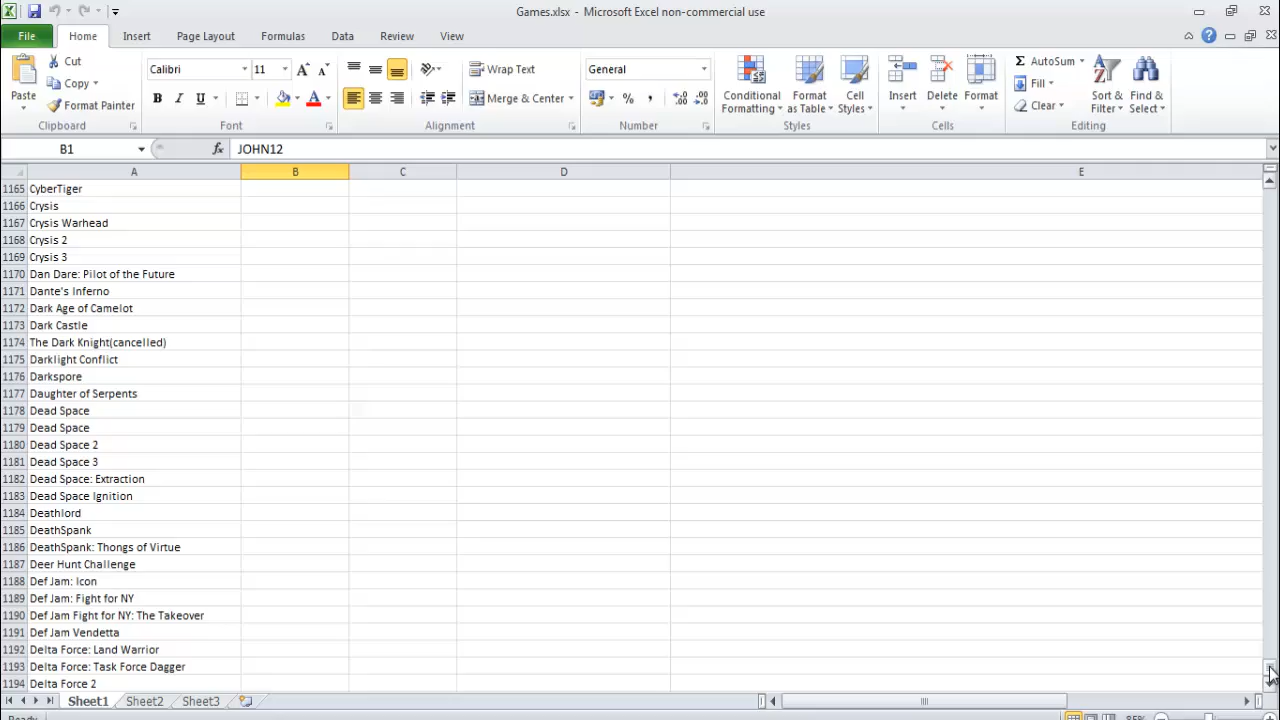 Games.xlsx - Microsoft Excel non-commercial use
File Home Insert Page Layout Formulas Data Review View
Paste Cut Copy Format Painter Clipboard
Calibri 11 A A B I U A Font
Wrap Text Merge & Center Alignment
General % , Number
Conditional Formatting Format as Table Cell Styles Styles
Insert Delete Format Cells
Σ AutoSum Fill Clear Sort & Filter Find & Select Editing
B1 fx JOHN12
A B C D E
1165 CyberTiger
1166 Crysis
1167 Crysis Warhead
1168 Crysis 2
1169 Crysis 3
1170 Dan Dare: Pilot of the Future
1171 Dante's Inferno
1172 Dark Age of Camelot
1173 Dark Castle
1174 The Dark Knight(cancelled)
1175 Darklight Conflict
1176 Darkspore
1177 Daughter of Serpents
1178 Dead Space
1179 Dead Space
1180 Dead Space 2
1181 Dead Space 3
1182 Dead Space: Extraction
1183 Dead Space Ignition
1184 Deathlord
1185 DeathSpank
1186 DeathSpank: Thongs of Virtue
1187 Deer Hunt Challenge
1188 Def Jam: Icon
1189 Def Jam: Fight for NY
1190 Def Jam Fight for NY: The Takeover
1191 Def Jam Vendetta
1192 Delta Force: Land Warrior
1193 Delta Force: Task Force Dagger
1194 Delta Force 2
Sheet1 Sheet2 Sheet3
Ready 85%